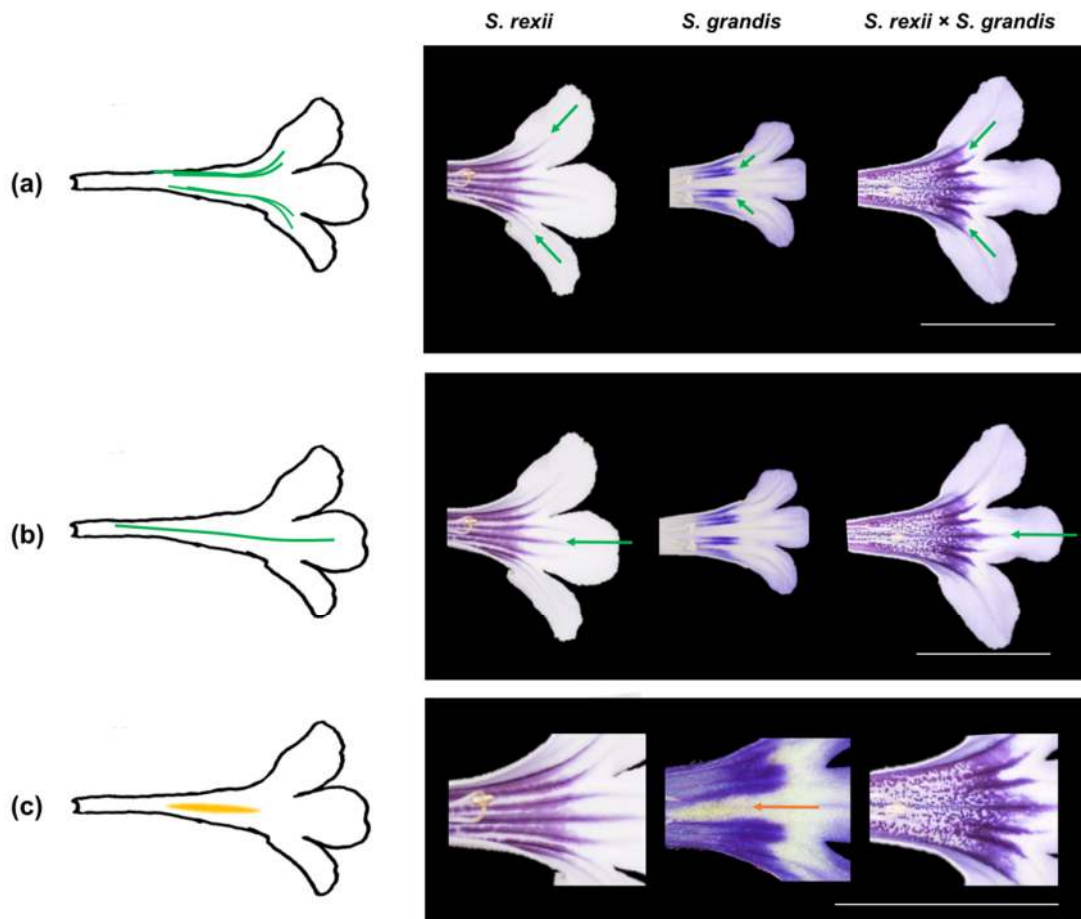 S. rexii S. grandis S. rexii × S. grandis
(a)
(b)
(c)